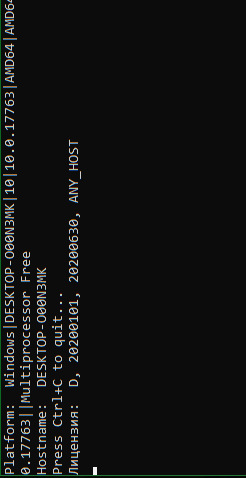 Platform:  Windows|DESKTOP-O00N3MK|10|10.0.17763|AMD64|AMD64
0.17763||Multiprocessor Free
Hostname:  DESKTOP-O00N3MK
Press Ctrl+C to quit...
Лицензия:  D, 20200101, 20200630, ANY_HOST